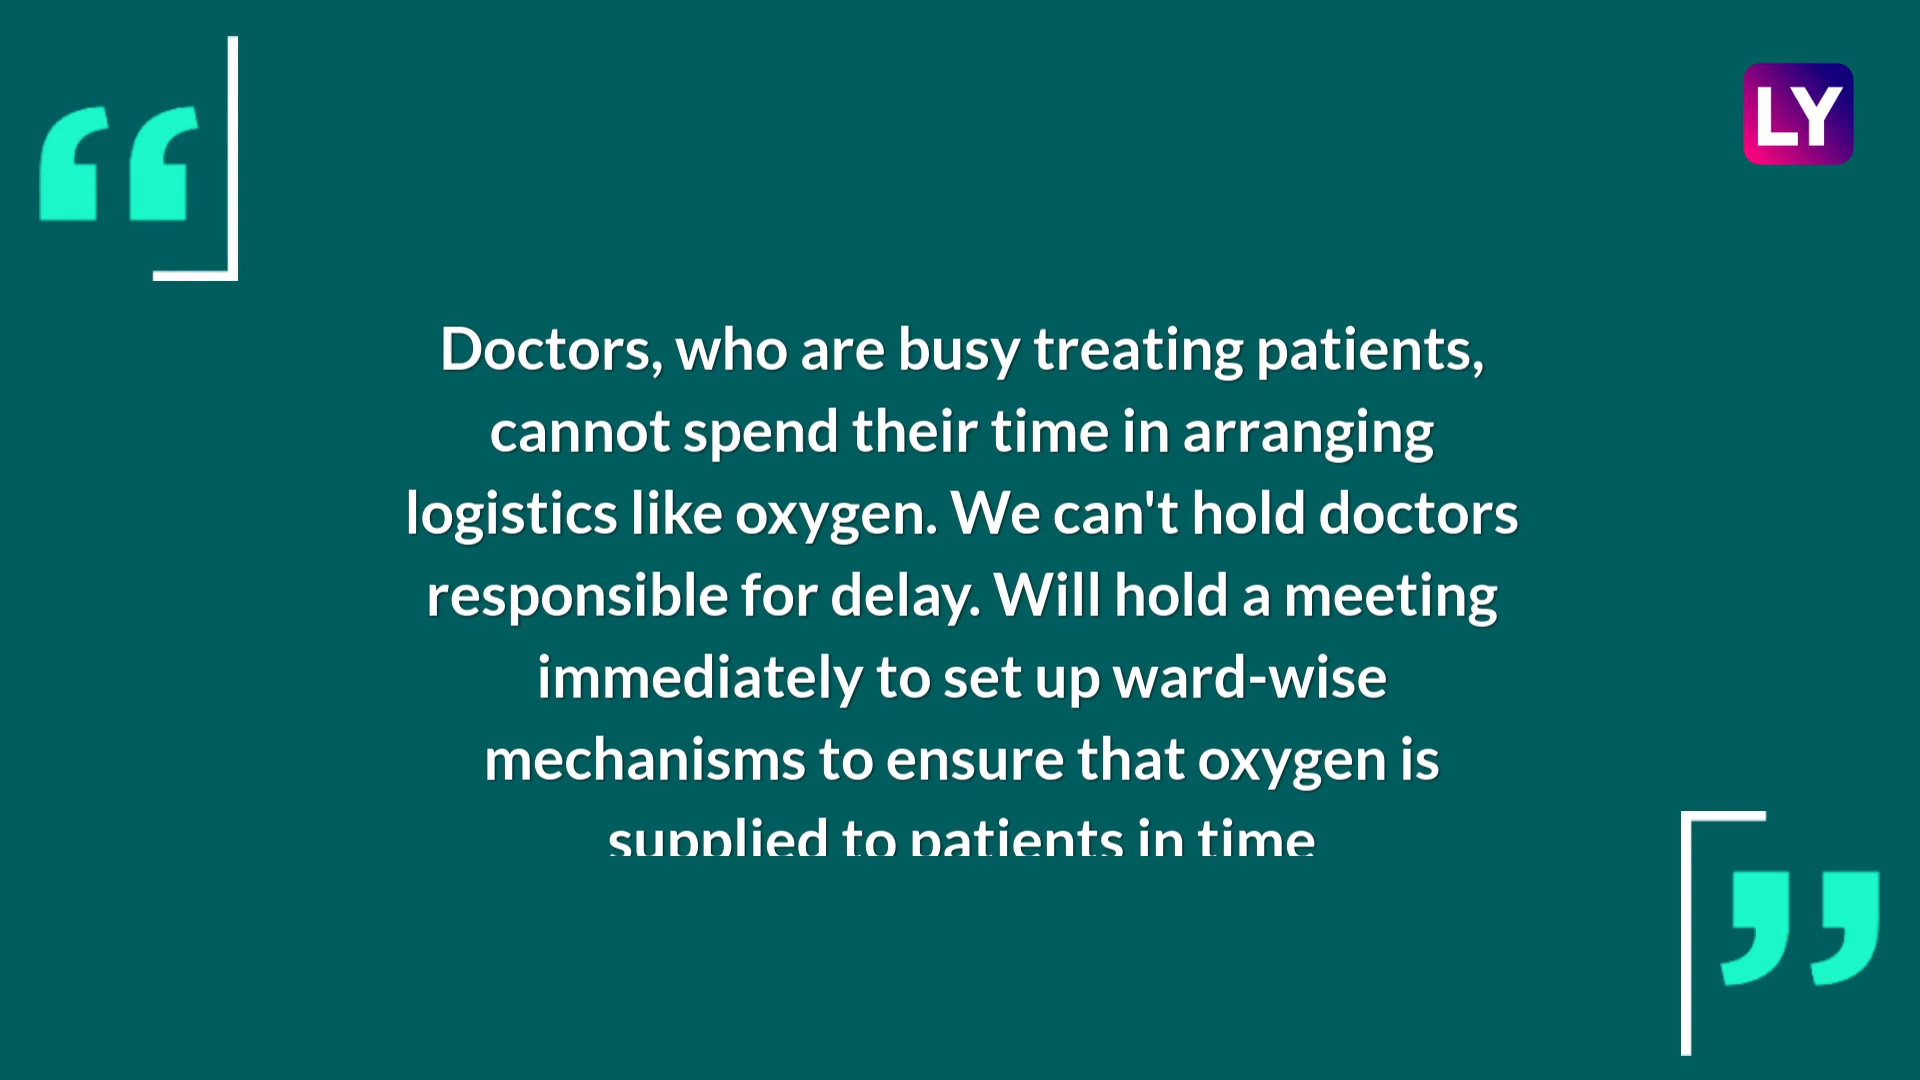 “
LY
Doctors, who are busy treating patients,
cannot spend their time in arranging
logistics like oxygen. We can't hold doctors
responsible for delay. Will hold a meeting
immediately to set up ward-wise
mechanisms to ensure that oxygen is
supplied to patients in time
”